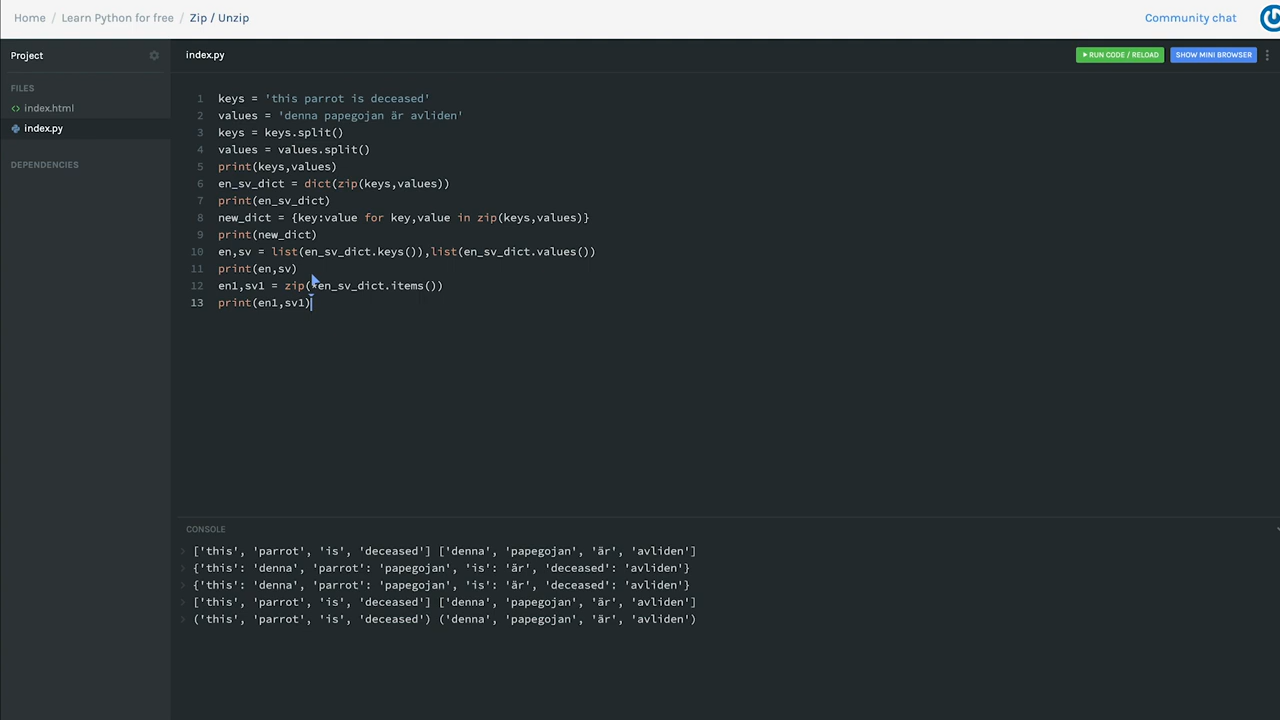 Home / Learn Python for free / Zip / Unzip
Community chat
Project
index.py
RUN CODE / RELOAD
SHOW MINI BROWSER
FILES
index.html
index.py
DEPENDENCIES
1 keys = 'this parrot is deceased'
2 values = 'denna papegojan är avliden'
3 keys = keys.split()
4 values = values.split()
5 print(keys,values)
6 en_sv_dict = dict(zip(keys,values))
7 print(en_sv_dict)
8 new_dict = {key:value for key,value in zip(keys,values)}
9 print(new_dict)
10 en,sv = list(en_sv_dict.keys()),list(en_sv_dict.values())
11 print(en,sv)
12 en1,sv1 = zip(*en_sv_dict.items())
13 print(en1,sv1)
CONSOLE
['this', 'parrot', 'is', 'deceased'] ['denna', 'papegojan', 'är', 'avliden']
{'this': 'denna', 'parrot': 'papegojan', 'is': 'är', 'deceased': 'avliden'}
{'this': 'denna', 'parrot': 'papegojan', 'is': 'är', 'deceased': 'avliden'}
['this', 'parrot', 'is', 'deceased'] ['denna', 'papegojan', 'är', 'avliden']
('this', 'parrot', 'is', 'deceased') ('denna', 'papegojan', 'är', 'avliden')